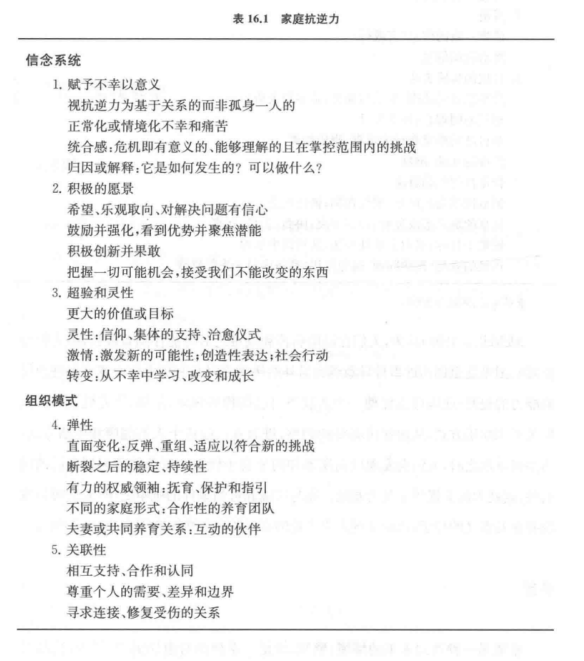 表 16.1 家庭抗逆力
信念系统
1. 赋予不幸以意义
视抗逆力为基于关系的而非孤身一人的
正常化或情境化不幸和痛苦
统合感:危机即有意义的、能够理解的且在掌控范围内的挑战
归因或解释:它是如何发生的? 可以做什么?
2. 积极的愿景
希望、乐观取向、对解决问题有信心
鼓励并强化,看到优势并聚焦潜能
积极创新并果敢
把握一切可能机会,接受我们不能改变的东西
3. 超验和灵性
更大的价值或目标
灵性:信仰、集体的支持、治愈仪式
激情:激发新的可能性;创造性表达;社会行动
转变:从不幸中学习、改变和成长
组织模式
4. 弹性
直面变化:反弹、重组、适应以符合新的挑战
断裂之后的稳定、持续性
有力的权威领袖:抚育、保护和指引
不同的家庭形式:合作性的养育团队
夫妻或共同养育关系:互动的伙伴
5. 关联性
相互支持、合作和认同
尊重个人的需要、差异和边界
寻求连接、修复受伤的关系